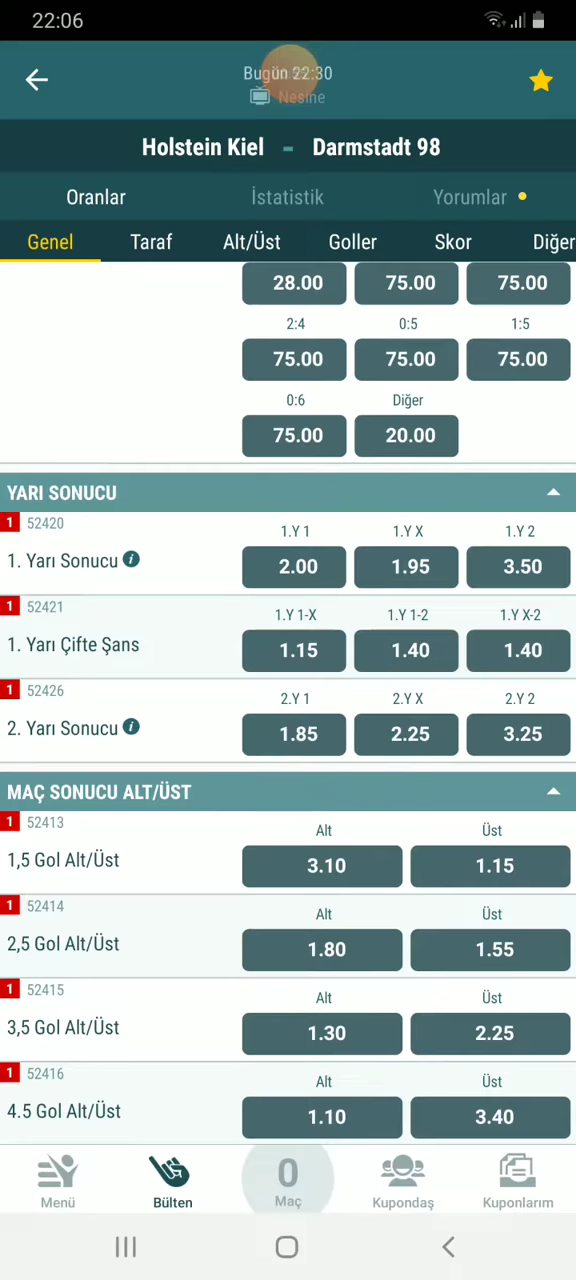 22:06
Bugün 22:30
Nesine
Holstein Kiel - Darmstadt 98
Oranlar İstatistik Yorumlar
Genel Taraf Alt/Üst Goller Skor Diğer
28.00 75.00 75.00
2:4 0:5 1:5
75.00 75.00 75.00
0:6 Diğer
75.00 20.00
YARI SONUCU
1 52420
1.Y 1 1.Y X 1.Y 2
1. Yarı Sonucu i 2.00 1.95 3.50
1 52421
1.Y 1-X 1.Y 1-2 1.Y X-2
1. Yarı Çifte Şans 1.15 1.40 1.40
1 52426
2.Y 1 2.Y X 2.Y 2
2. Yarı Sonucu i 1.85 2.25 3.25
MAÇ SONUCU ALT/ÜST
1 52413
Alt Üst
1,5 Gol Alt/Üst 3.10 1.15
1 52414
Alt Üst
2,5 Gol Alt/Üst 1.80 1.55
1 52415
Alt Üst
3,5 Gol Alt/Üst 1.30 2.25
1 52416
Alt Üst
4.5 Gol Alt/Üst 1.10 3.40
0
Menü Bülten Maç Kupondaş Kuponlarım